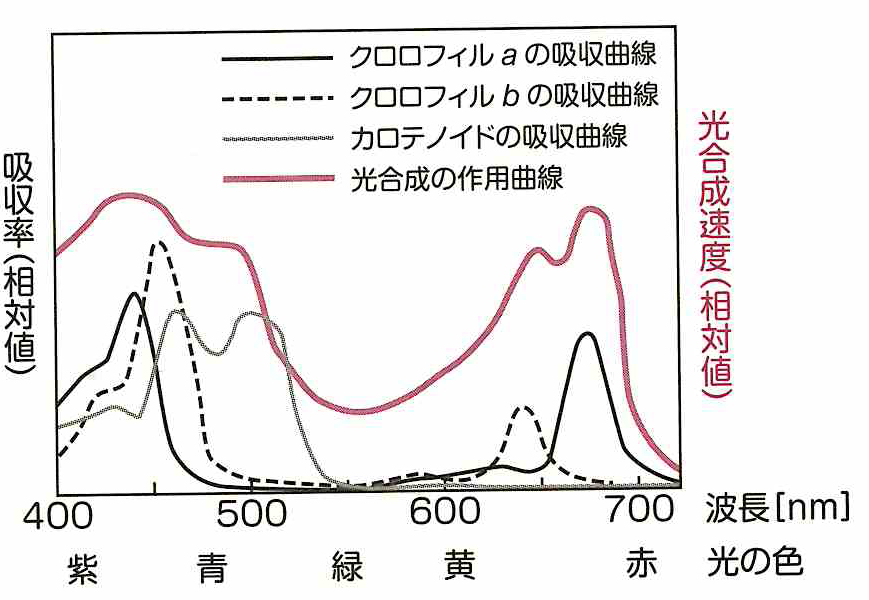 クロロフィル a の吸収曲線
クロロフィル b の吸収曲線
カロテノイドの吸収曲線
光合成の作用曲線
吸収率(相対値)
光合成速度(相対値)
400 500 600 700 波長[nm]
紫 青 緑 黄 赤 光の色